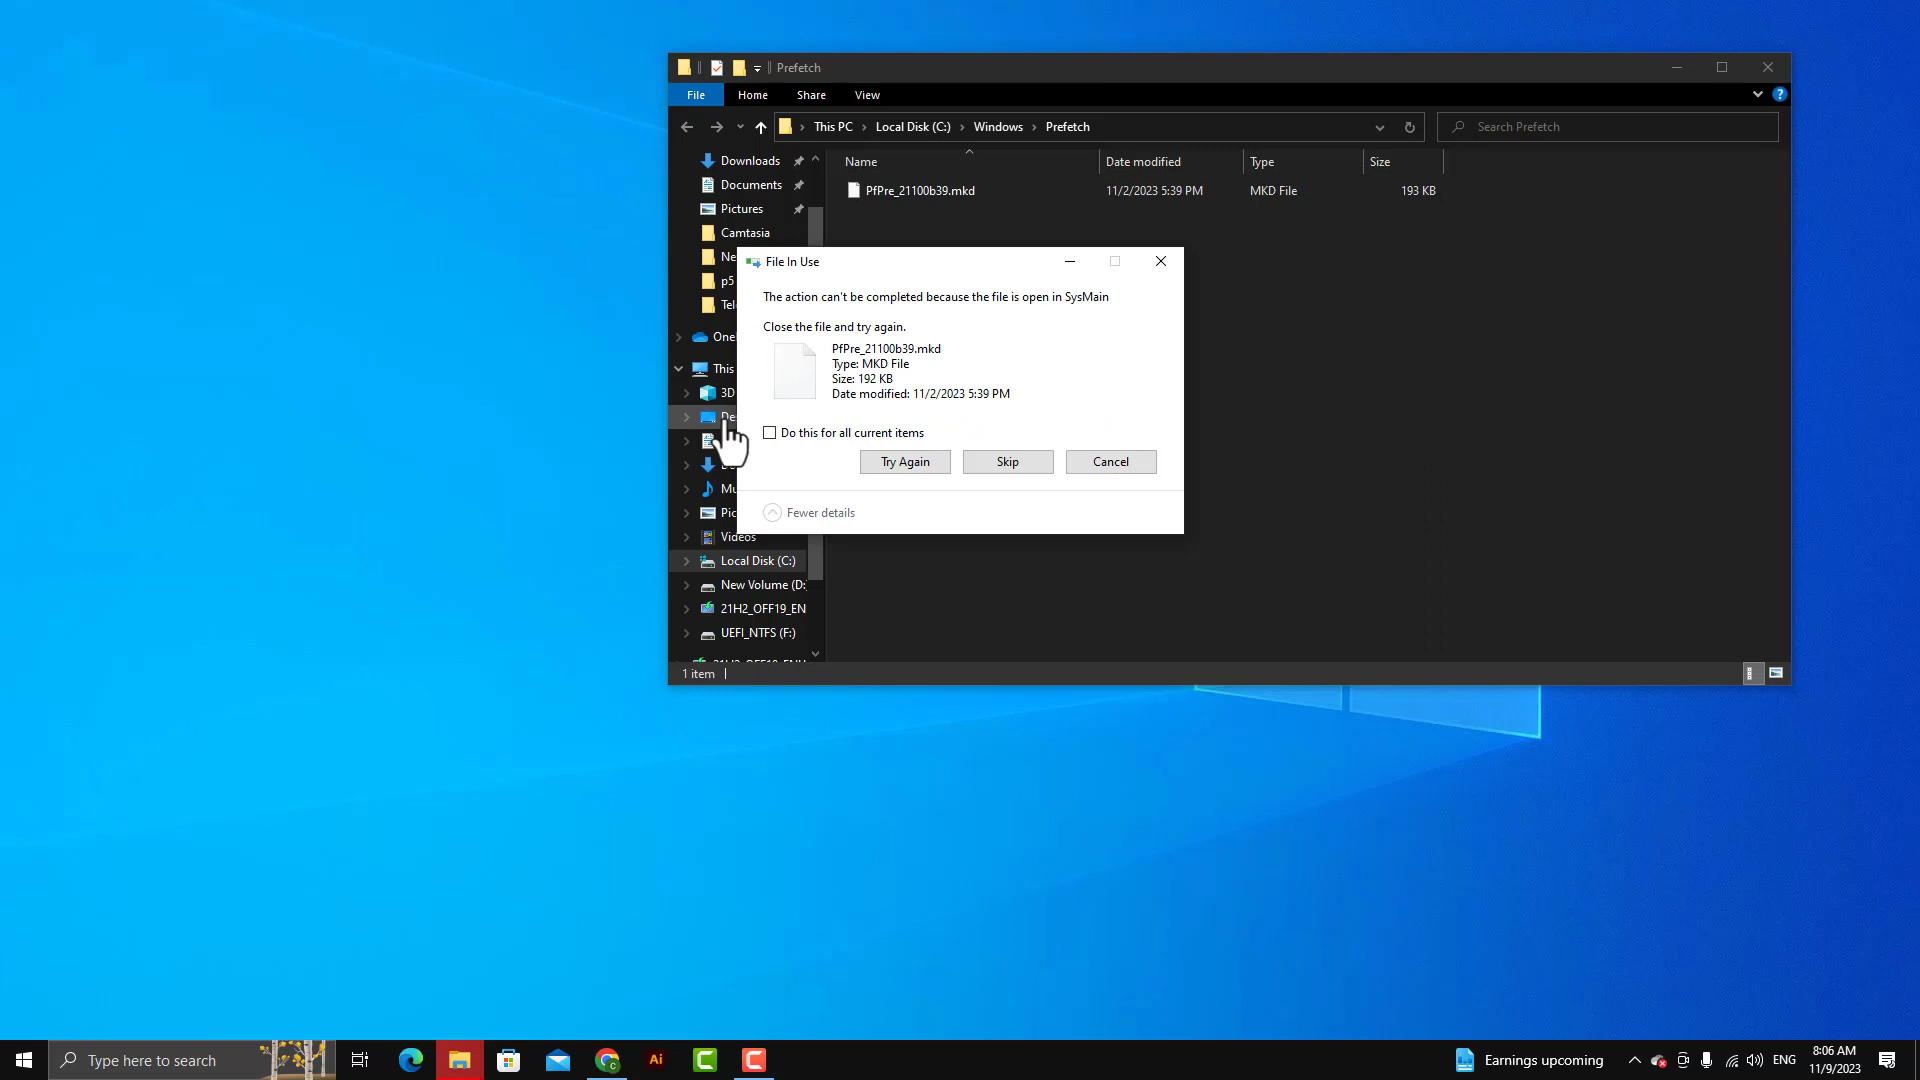 Prefetch
File
Home
Share
View
?
This PC
Local Disk (C:)
Windows
Prefetch
Search Prefetch
Name
Date modified
Type
Size
PfPre_21100b39.mkd
11/2/2023 5:39 PM
MKD File
193 KB
Downloads
Documents
Pictures
Camtasia
Ne
p5
Tel
One
This
3D
De
Mu
Pic
Videos
Local Disk (C:)
New Volume (D:
21H2_OFF19_EN
UEFI_NTFS (F:)
1 item
File In Use
The action can't be completed because the file is open in SysMain
Close the file and try again.
PfPre_21100b39.mkd
Type: MKD File
Size: 192 KB
Date modified: 11/2/2023 5:39 PM
Do this for all current items
Try Again
Skip
Cancel
Fewer details
Type here to search
Ai
Earnings upcoming
ENG
8:06 AM
11/9/2023